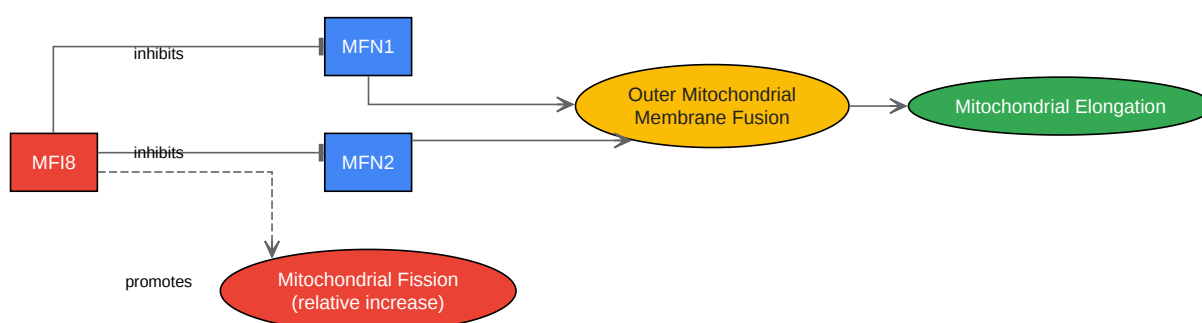 MFN1
inhibits
Outer Mitochondrial
Membrane Fusion
Mitochondrial Elongation
MFI8
inhibits
MFN2
promotes
Mitochondrial Fission
(relative increase)